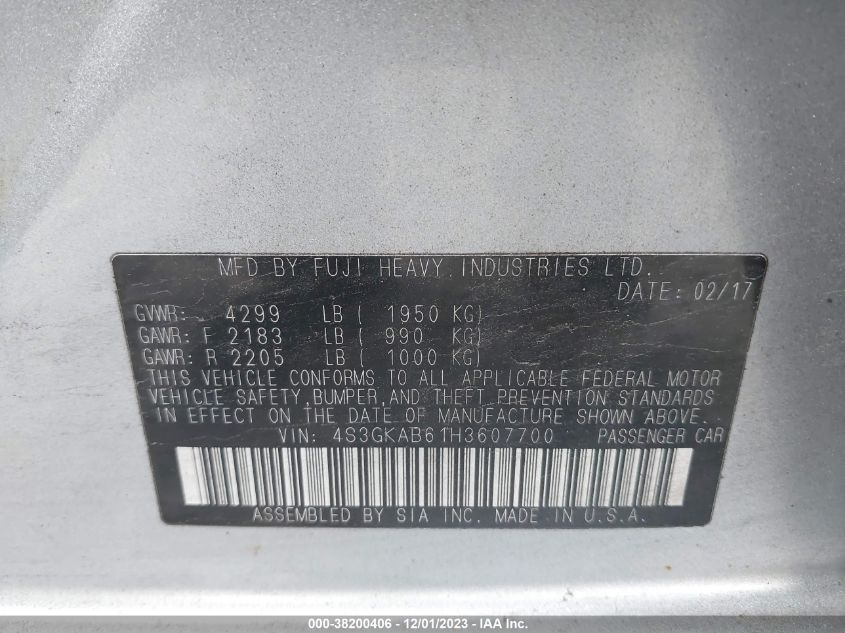 MFD BY FUJI HEAVY INDUSTRIES LTD.
DATE: 02/17
GVWR: 4299 LB ( 1950 KG)
GAWR: F 2183 LB ( 990 KG)
GAWR: R 2205 LB ( 1000 KG)
THIS VEHICLE CONFORMS TO ALL APPLICABLE FEDERAL MOTOR
VEHICLE SAFETY, BUMPER, AND THEFT PREVENTION STANDARDS
IN EFFECT ON THE DATE OF MANUFACTURE SHOWN ABOVE.
VIN: 4S3GKAB61H3607700 PASSENGER CAR
ASSEMBLED BY SIA INC. MADE IN U.S.A.
000-38200406 - 12/01/2023 - IAA Inc.